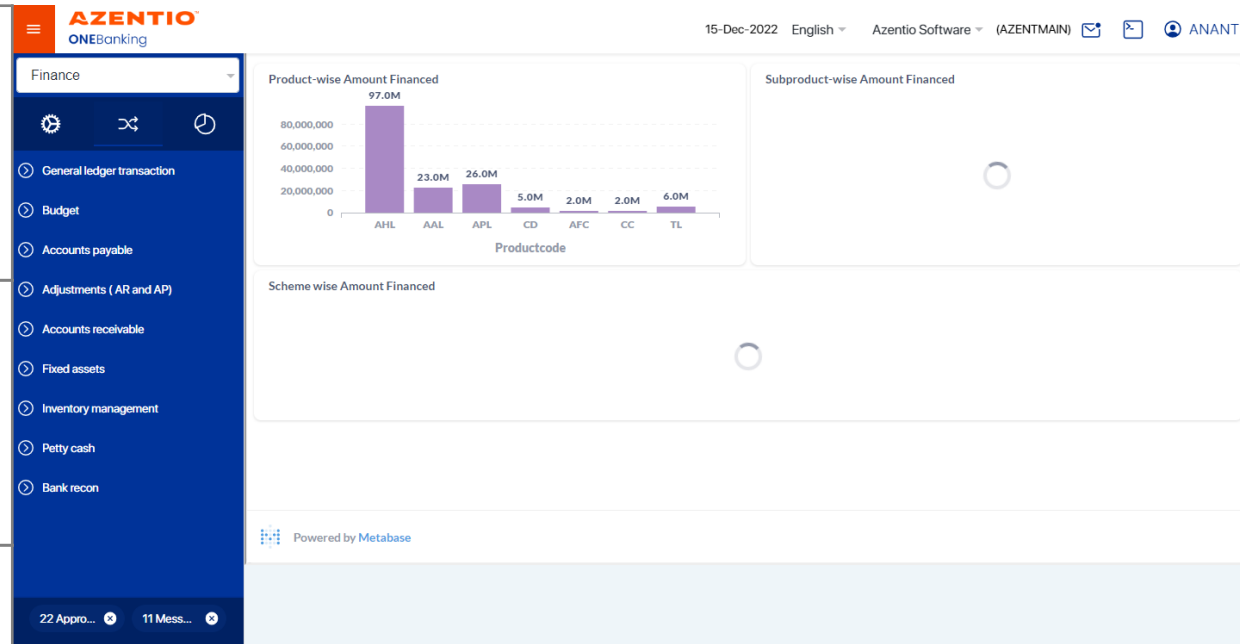 AZENTIO™
ONEBanking
15-Dec-2022 English Azentio Software (AZENTMAIN) ANANT
Finance
General ledger transaction
Budget
Accounts payable
Adjustments ( AR and AP)
Accounts receivable
Fixed assets
Inventory management
Petty cash
Bank recon
22 Appro... 11 Mess...
Product-wise Amount Financed
97.0M
80,000,000
60,000,000
40,000,000
20,000,000
0
23.0M 26.0M 5.0M 2.0M 2.0M 6.0M
AHL AAL APL CD AFC CC TL
Productcode
Subproduct-wise Amount Financed
Scheme wise Amount Financed
Powered by Metabase